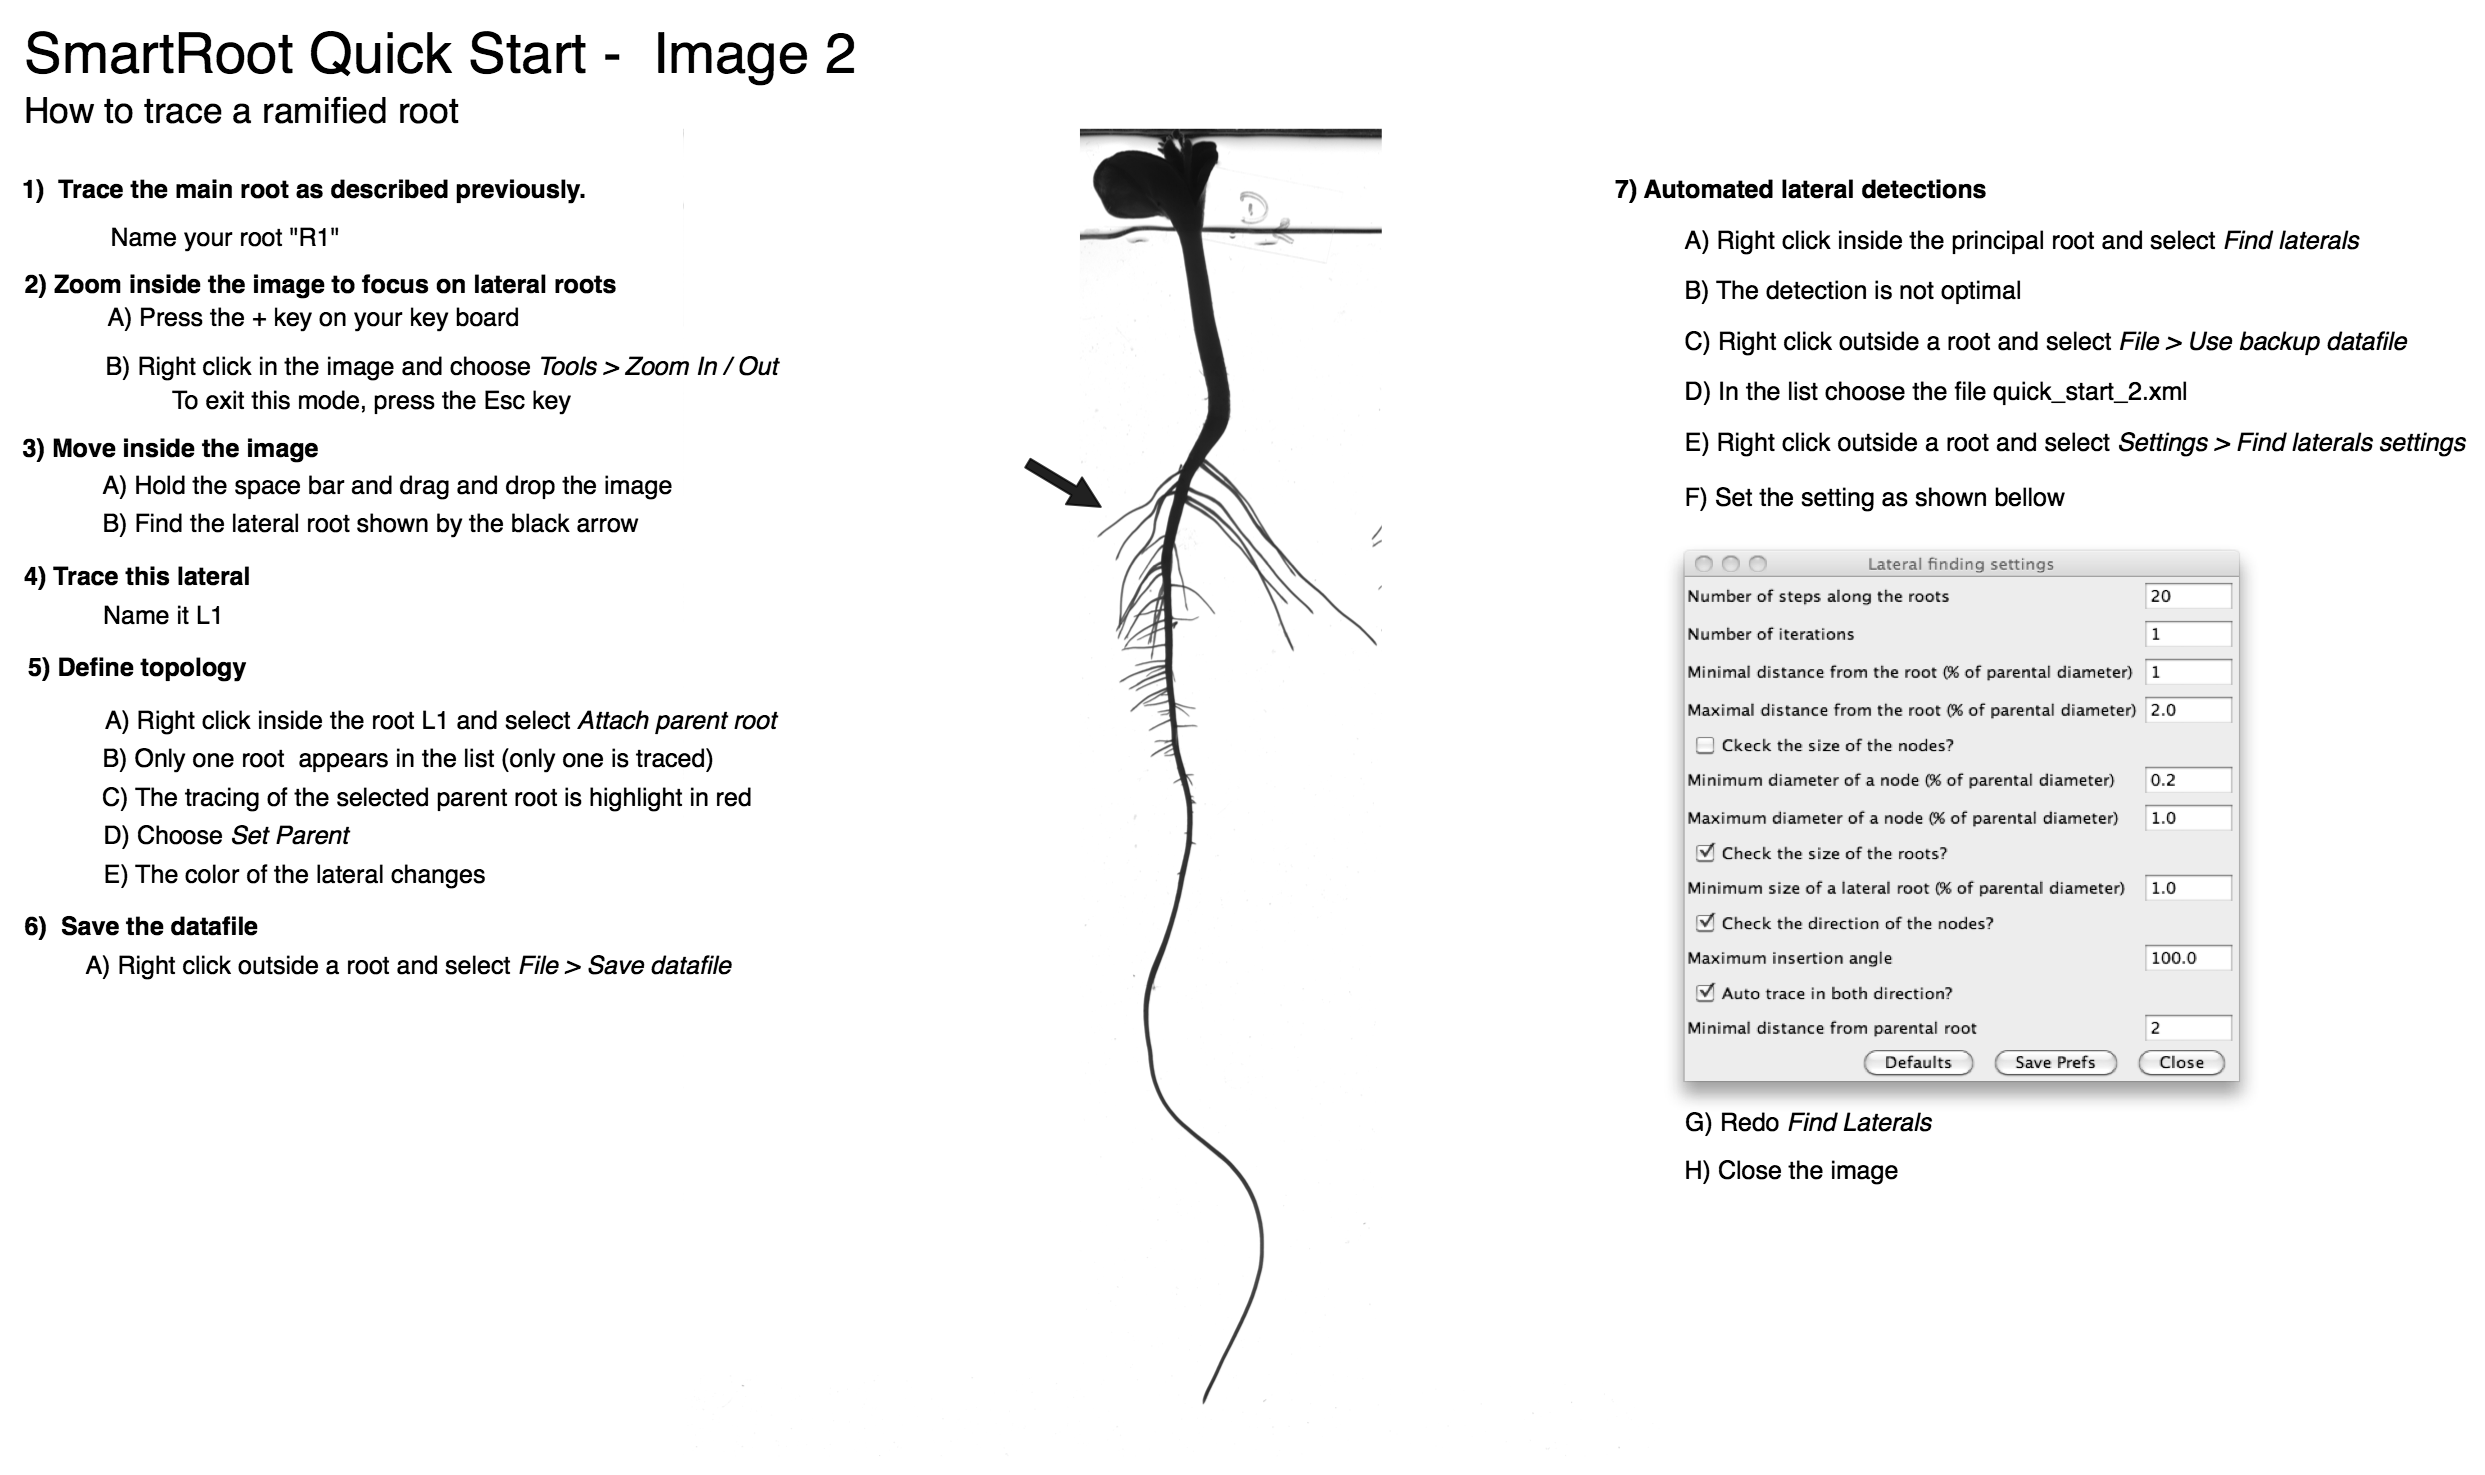 SmartRoot Quick Start -  Image 2
How to trace a ramified root
1)  Trace the main root as described previously.
Name your root "R1"
2) Zoom inside the image to focus on lateral roots
A) Press the + key on your key board
B) Right click in the image and choose Tools > Zoom In / Out
To exit this mode, press the Esc key
3) Move inside the image
A) Hold the space bar and drag and drop the image
B) Find the lateral root shown by the black arrow
4) Trace this lateral
Name it L1
5) Define topology
A) Right click inside the root L1 and select Attach parent root
B) Only one root  appears in the list (only one is traced)
C) The tracing of the selected parent root is highlight in red
D) Choose Set Parent
E) The color of the lateral changes
6)  Save the datafile
A) Right click outside a root and select File > Save datafile
D
7) Automated lateral detections
A) Right click inside the principal root and select Find laterals
B) The detection is not optimal
C) Right click outside a root and select File > Use backup datafile
D) In the list choose the file quick_start_2.xml
E) Right click outside a root and select Settings > Find laterals settings
F) Set the setting as shown bellow
Lateral finding settings
Number of steps along the roots 20
Number of iterations 1
Minimal distance from the root (% of parental diameter) 1
Maximal distance from the root (% of parental diameter) 2.0
Ckeck the size of the nodes?
Minimum diameter of a node (% of parental diameter) 0.2
Maximum diameter of a node (% of parental diameter) 1.0
Check the size of the roots?
Minimum size of a lateral root (% of parental diameter) 1.0
Check the direction of the nodes?
Maximum insertion angle 100.0
Auto trace in both direction?
Minimal distance from parental root 2
Defaults Save Prefs Close
G) Redo Find Laterals
H) Close the image